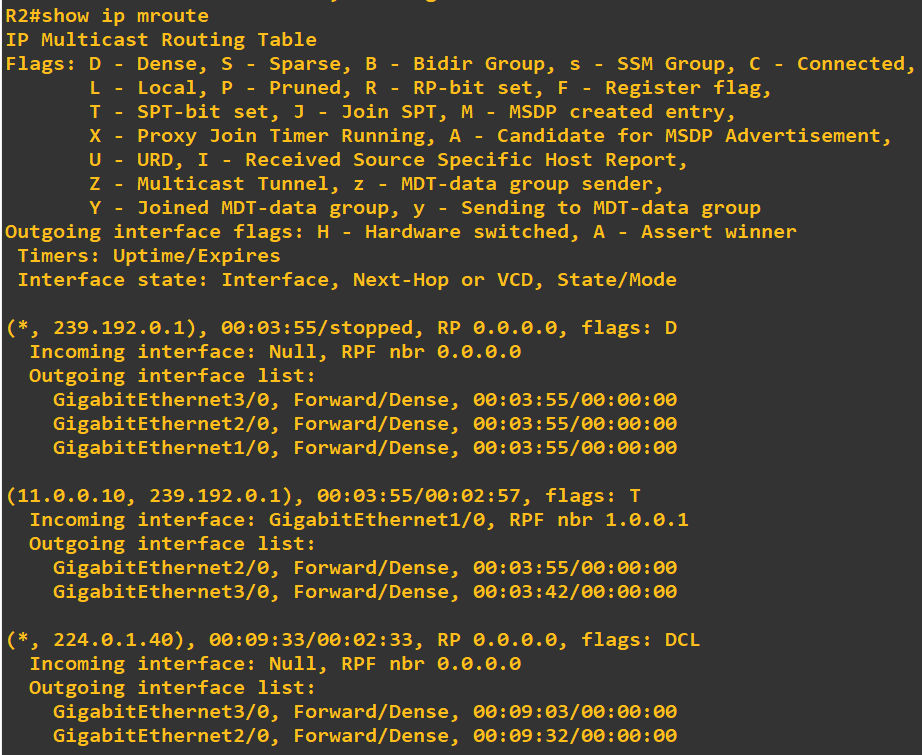 R2#show ip mroute
IP Multicast Routing Table
Flags: D - Dense, S - Sparse, B - Bidir Group, s - SSM Group, C - Connected,
       L - Local, P - Pruned, R - RP-bit set, F - Register flag,
       T - SPT-bit set, J - Join SPT, M - MSDP created entry,
       X - Proxy Join Timer Running, A - Candidate for MSDP Advertisement,
       U - URD, I - Received Source Specific Host Report,
       Z - Multicast Tunnel, z - MDT-data group sender,
       Y - Joined MDT-data group, y - Sending to MDT-data group
Outgoing interface flags: H - Hardware switched, A - Assert winner
 Timers: Uptime/Expires
 Interface state: Interface, Next-Hop or VCD, State/Mode

(*, 239.192.0.1), 00:03:55/stopped, RP 0.0.0.0, flags: D
  Incoming interface: Null, RPF nbr 0.0.0.0
  Outgoing interface list:
    GigabitEthernet3/0, Forward/Dense, 00:03:55/00:00:00
    GigabitEthernet2/0, Forward/Dense, 00:03:55/00:00:00
    GigabitEthernet1/0, Forward/Dense, 00:03:55/00:00:00

(11.0.0.10, 239.192.0.1), 00:03:55/00:02:57, flags: T
  Incoming interface: GigabitEthernet1/0, RPF nbr 1.0.0.1
  Outgoing interface list:
    GigabitEthernet2/0, Forward/Dense, 00:03:55/00:00:00
    GigabitEthernet3/0, Forward/Dense, 00:03:42/00:00:00

(*, 224.0.1.40), 00:09:33/00:02:33, RP 0.0.0.0, flags: DCL
  Incoming interface: Null, RPF nbr 0.0.0.0
  Outgoing interface list:
    GigabitEthernet3/0, Forward/Dense, 00:09:03/00:00:00
    GigabitEthernet2/0, Forward/Dense, 00:09:32/00:00:00